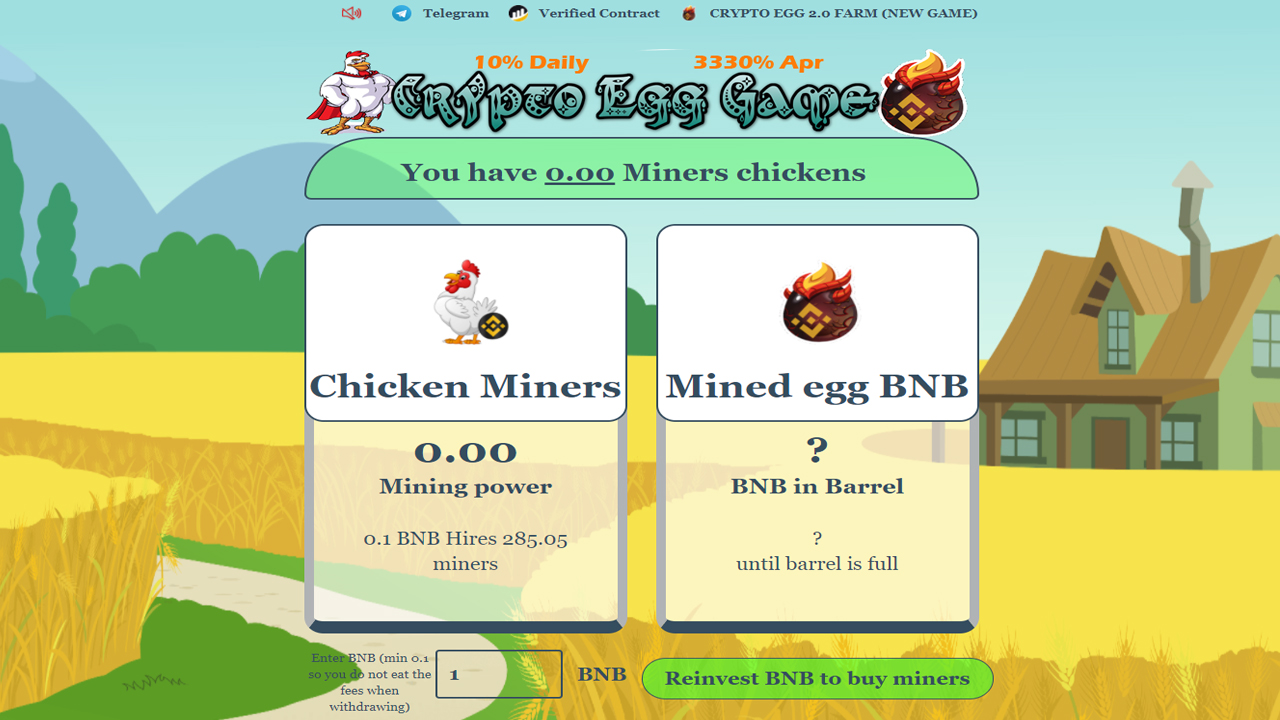 Telegram Verified Contract CRYPTO EGG 2.0 FARM (NEW GAME)
10% Daily 3330% Apr
Crypto Egg Game
You have 0.00 Miners chickens
Chicken Miners
0.00
Mining power
0.1 BNB Hires 285.05
miners
Mined egg BNB
?
BNB in Barrel
?
until barrel is full
Enter BNB (min 0.1
so you do not eat the
fees when
withdrawing)
1
BNB
Reinvest BNB to buy miners